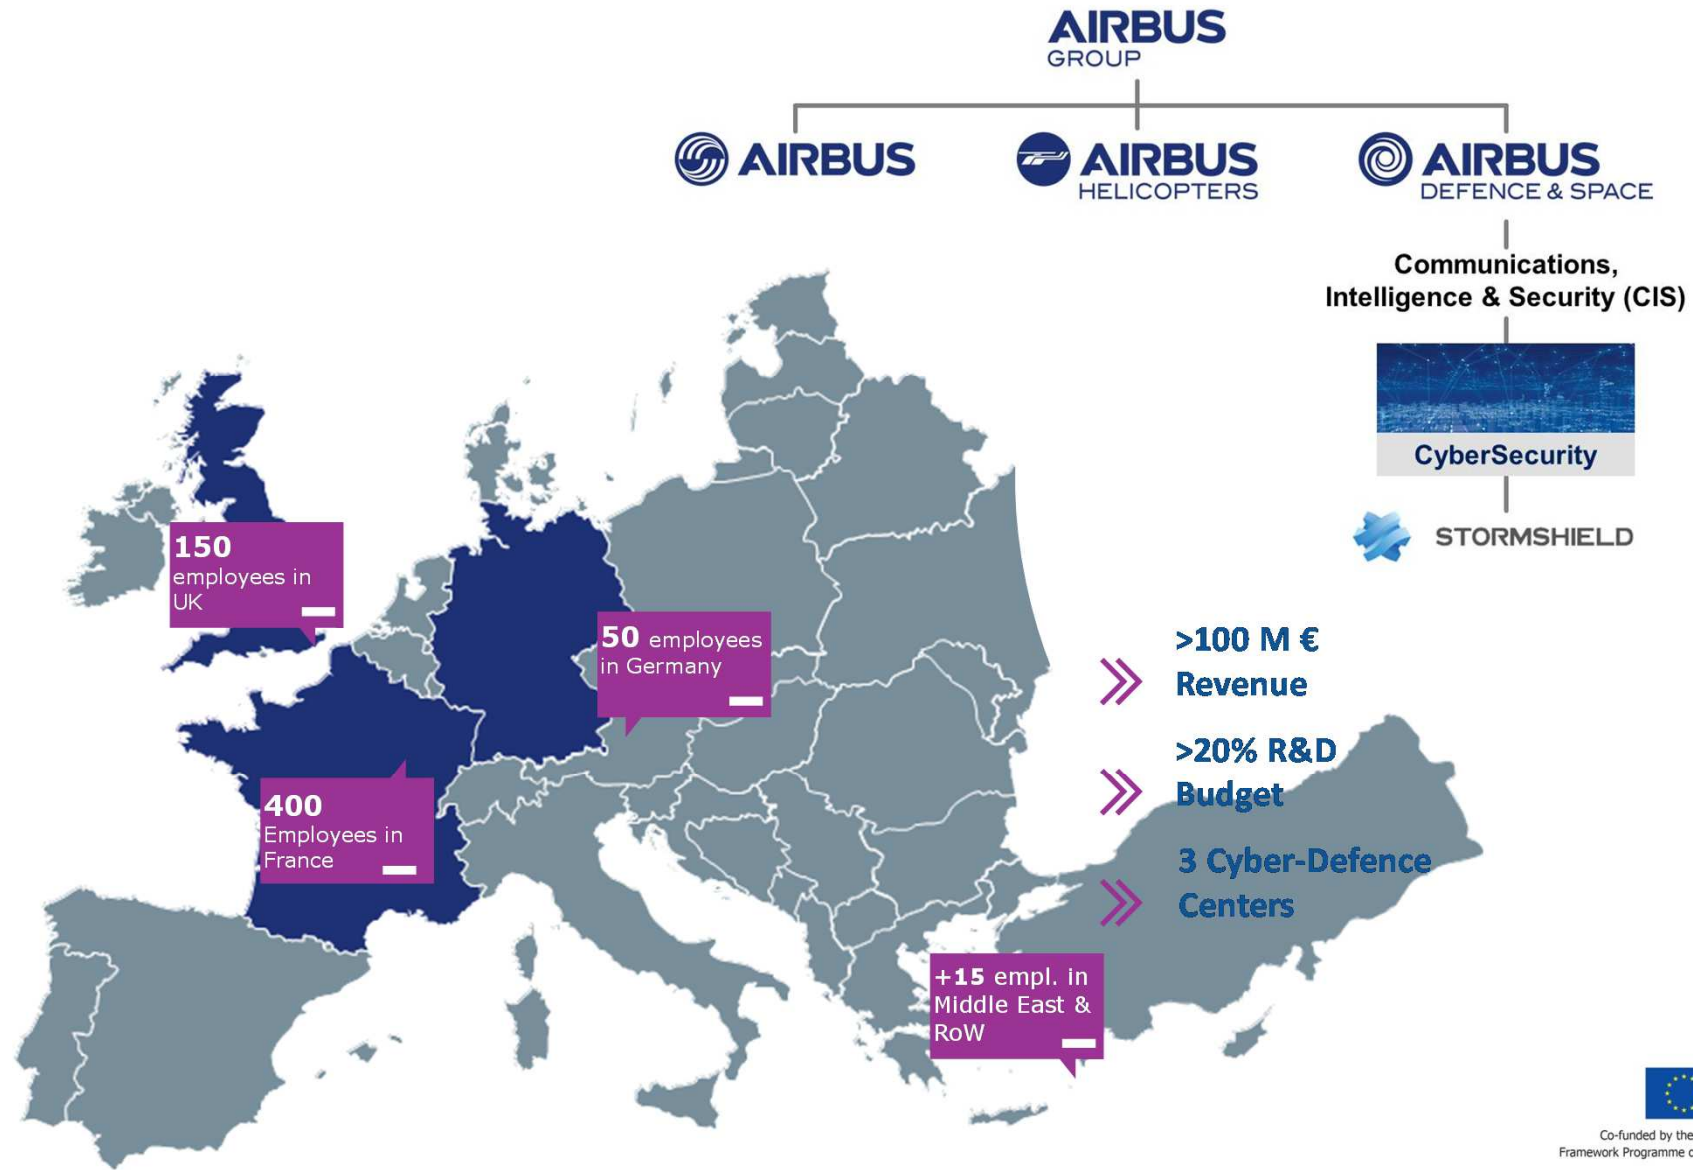 AIRBUS
GROUP
AIRBUS
AIRBUS
HELICOPTERS
AIRBUS
DEFENCE & SPACE
Communications,
Intelligence & Security (CIS)
CyberSecurity
STORMSHIELD
150
employees in
UK
50 employees
in Germany
400
Employees in
France
+15 empl. in
Middle East &
RoW
>100 M €
Revenue
>20% R&D
Budget
3 Cyber-Defence
Centers
Co-funded by the
Framework Programme o